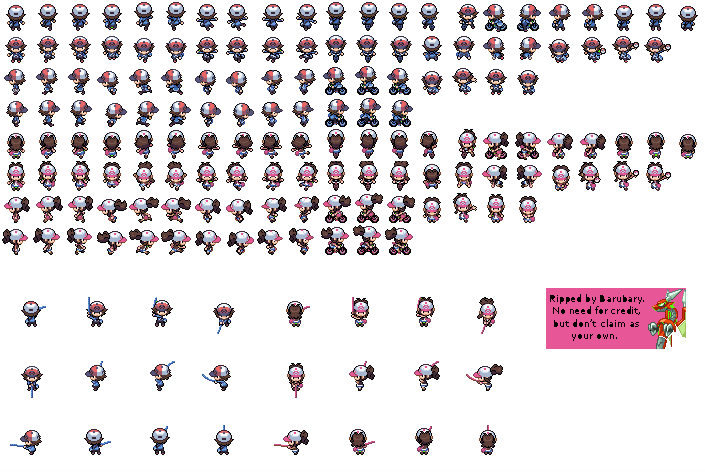 Ripped by Barubary.
No need for credit,
but don't claim as
your own.